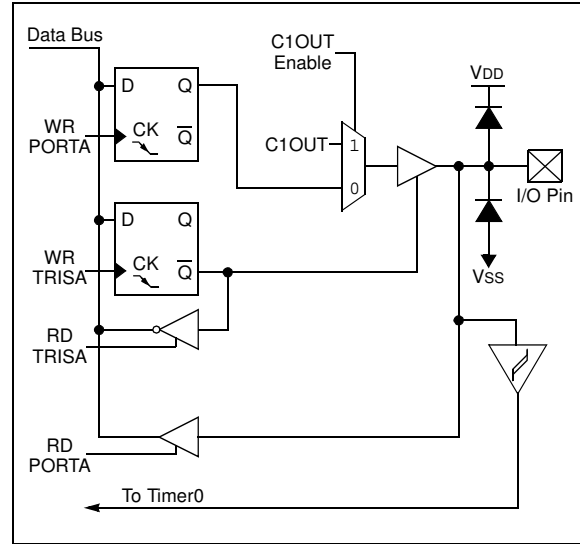 Data Bus
C1OUT
Enable
VDD
D Q
WR
PORTA
CK
Q
C1OUT
1
0
I/O Pin
D Q
WR
TRISA
CK
Q
VSS
RD
TRISA
RD
PORTA
To Timer0